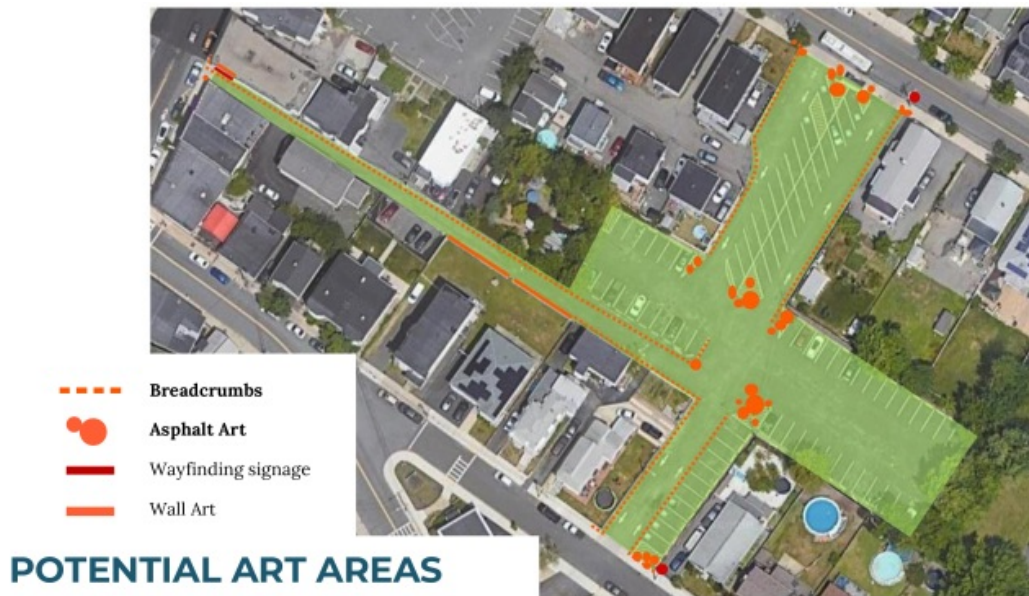 Breadcrumbs
Asphalt Art
Wayfinding signage
Wall Art
POTENTIAL ART AREAS